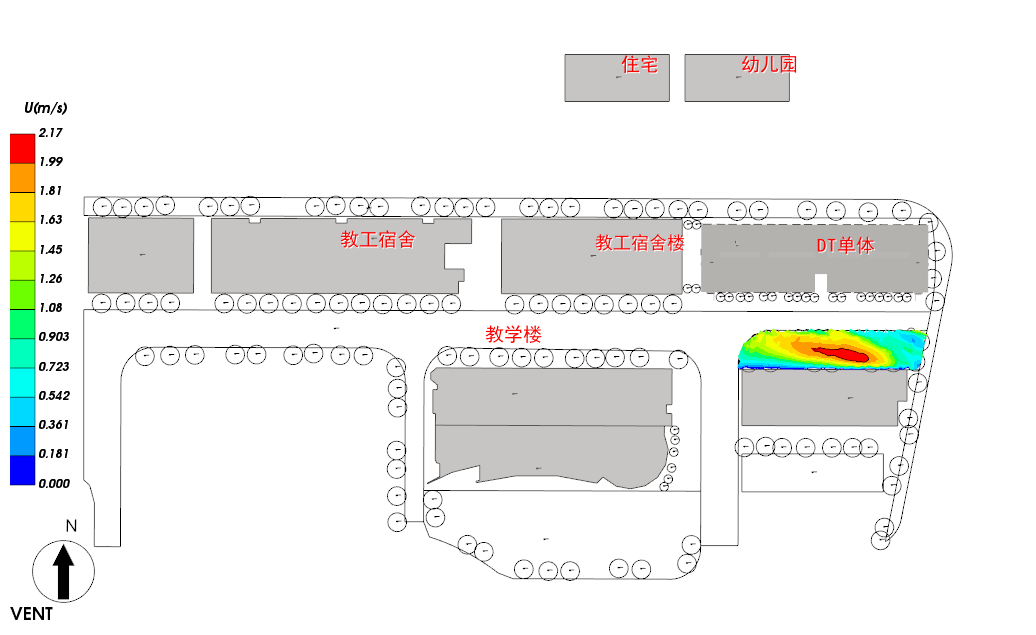 住宅
幼儿园
U(m/s)
2.17
1.99
1.81
1.63
1.45
1.26
1.08
0.903
0.723
0.542
0.361
0.181
0.000
教工宿舍
教工宿舍楼
DT单体
教学楼
N
VENT